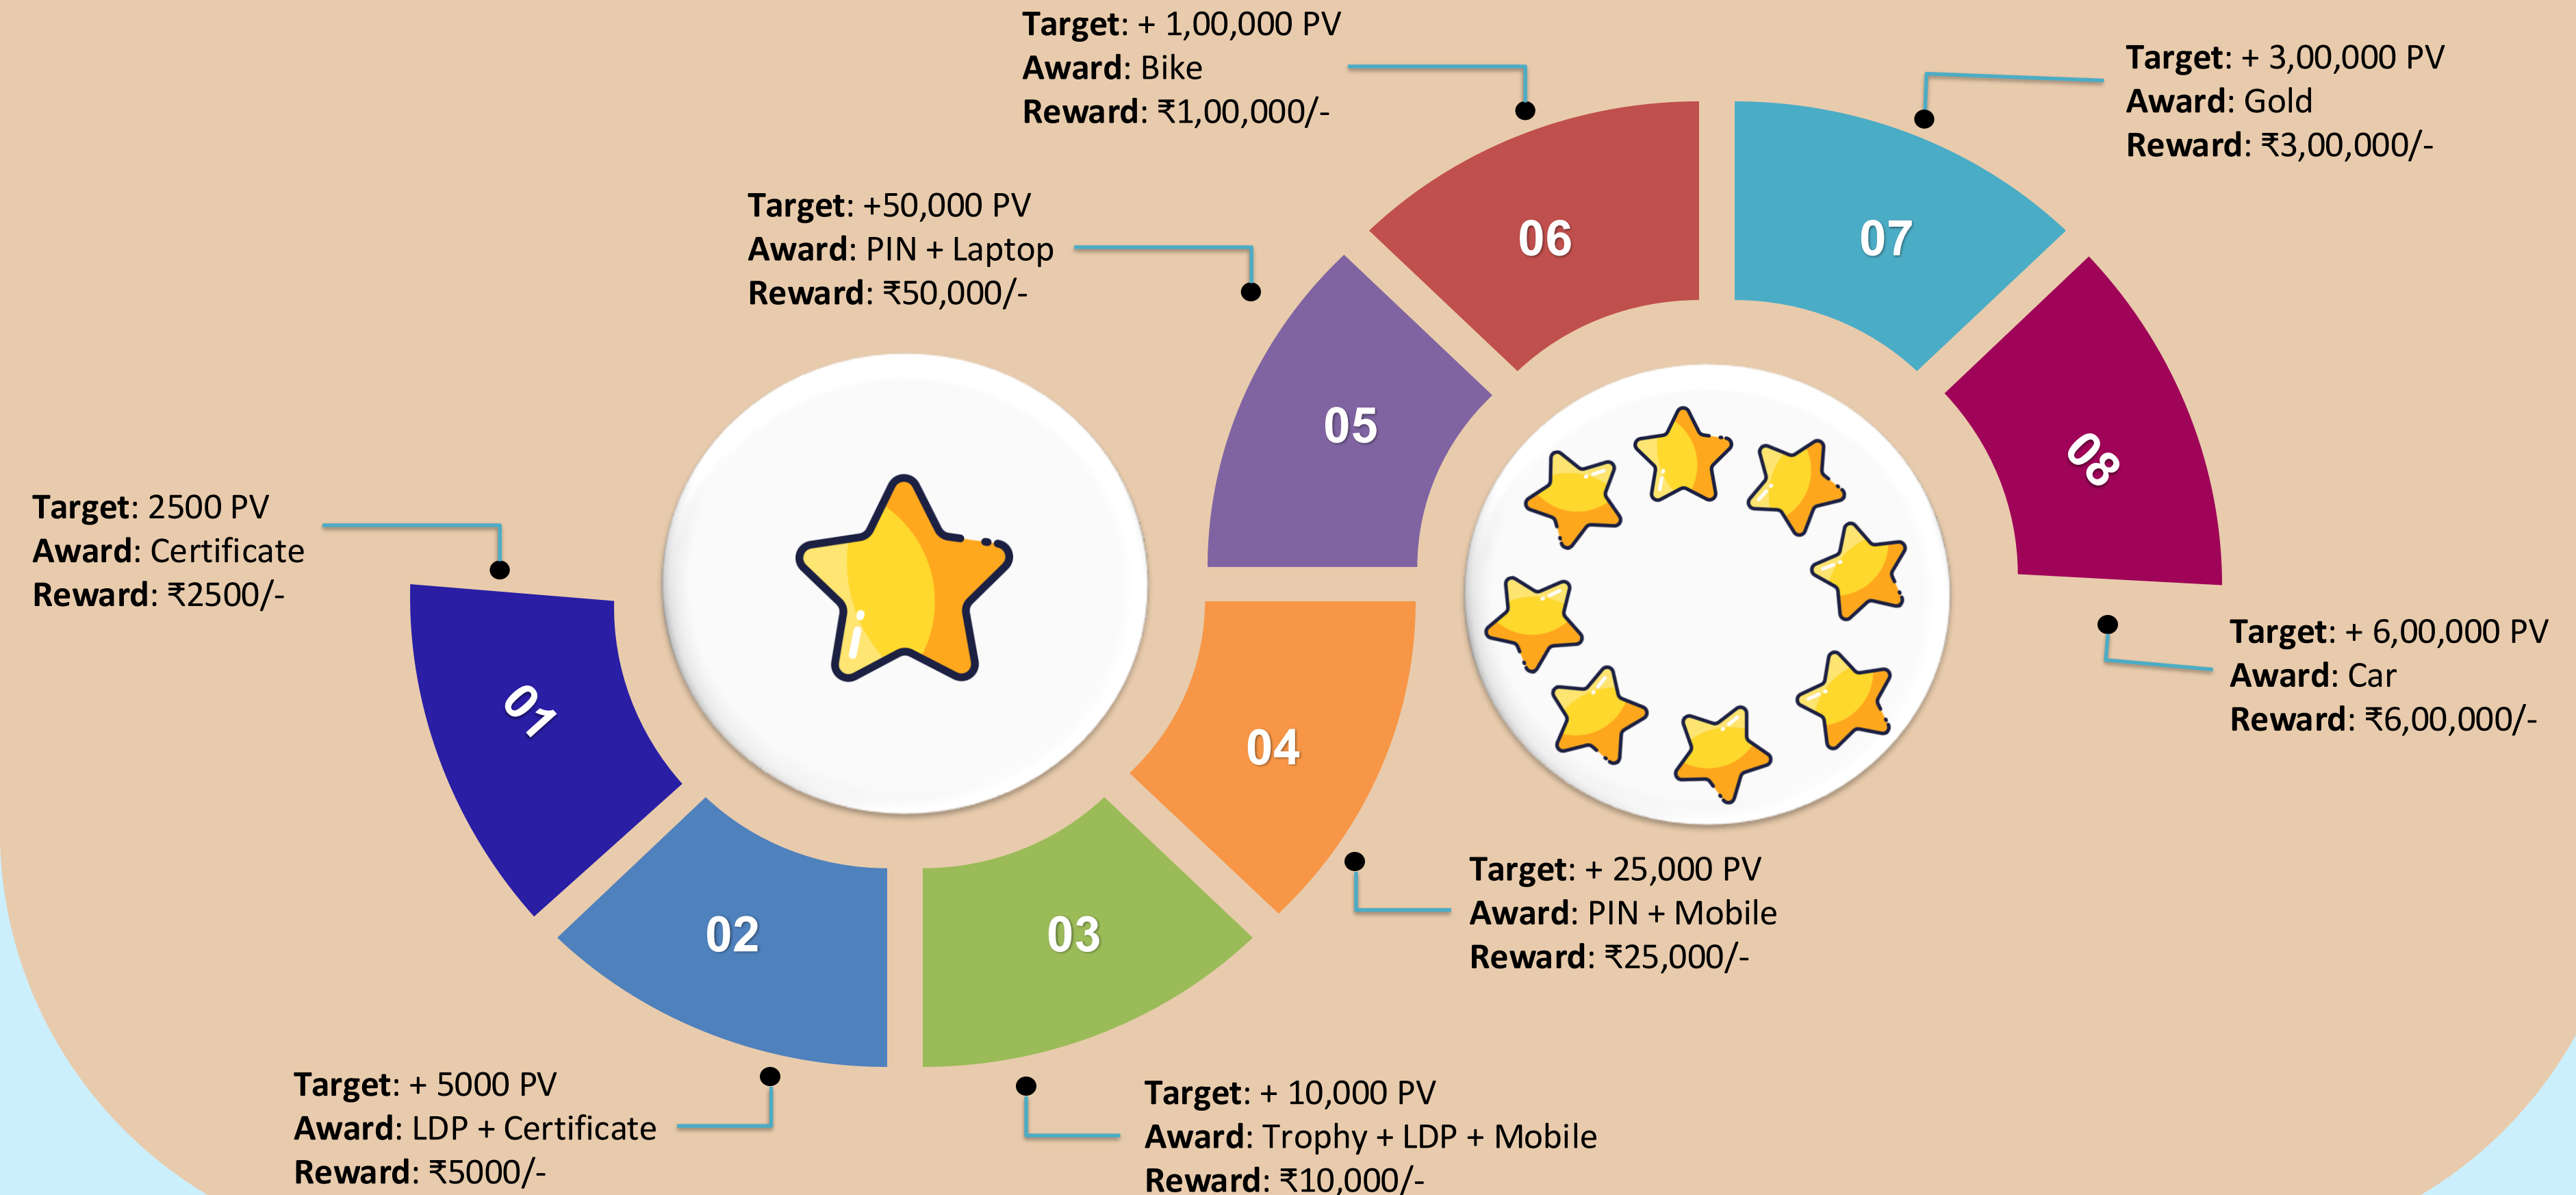 Target: + 1,00,000 PV
Award: Bike
Reward: ₹1,00,000/-
Target: + 3,00,000 PV
Award: Gold
Reward: ₹3,00,000/-
Target: +50,000 PV
Award: PIN + Laptop
Reward: ₹50,000/-
06
07
05
08
Target: 2500 PV
Award: Certificate
Reward: ₹2500/-
Target: + 6,00,000 PV
Award: Car
Reward: ₹6,00,000/-
01
04
02
03
Target: + 25,000 PV
Award: PIN + Mobile
Reward: ₹25,000/-
Target: + 5000 PV
Award: LDP + Certificate
Reward: ₹5000/-
Target: + 10,000 PV
Award: Trophy + LDP + Mobile
Reward: ₹10,000/-